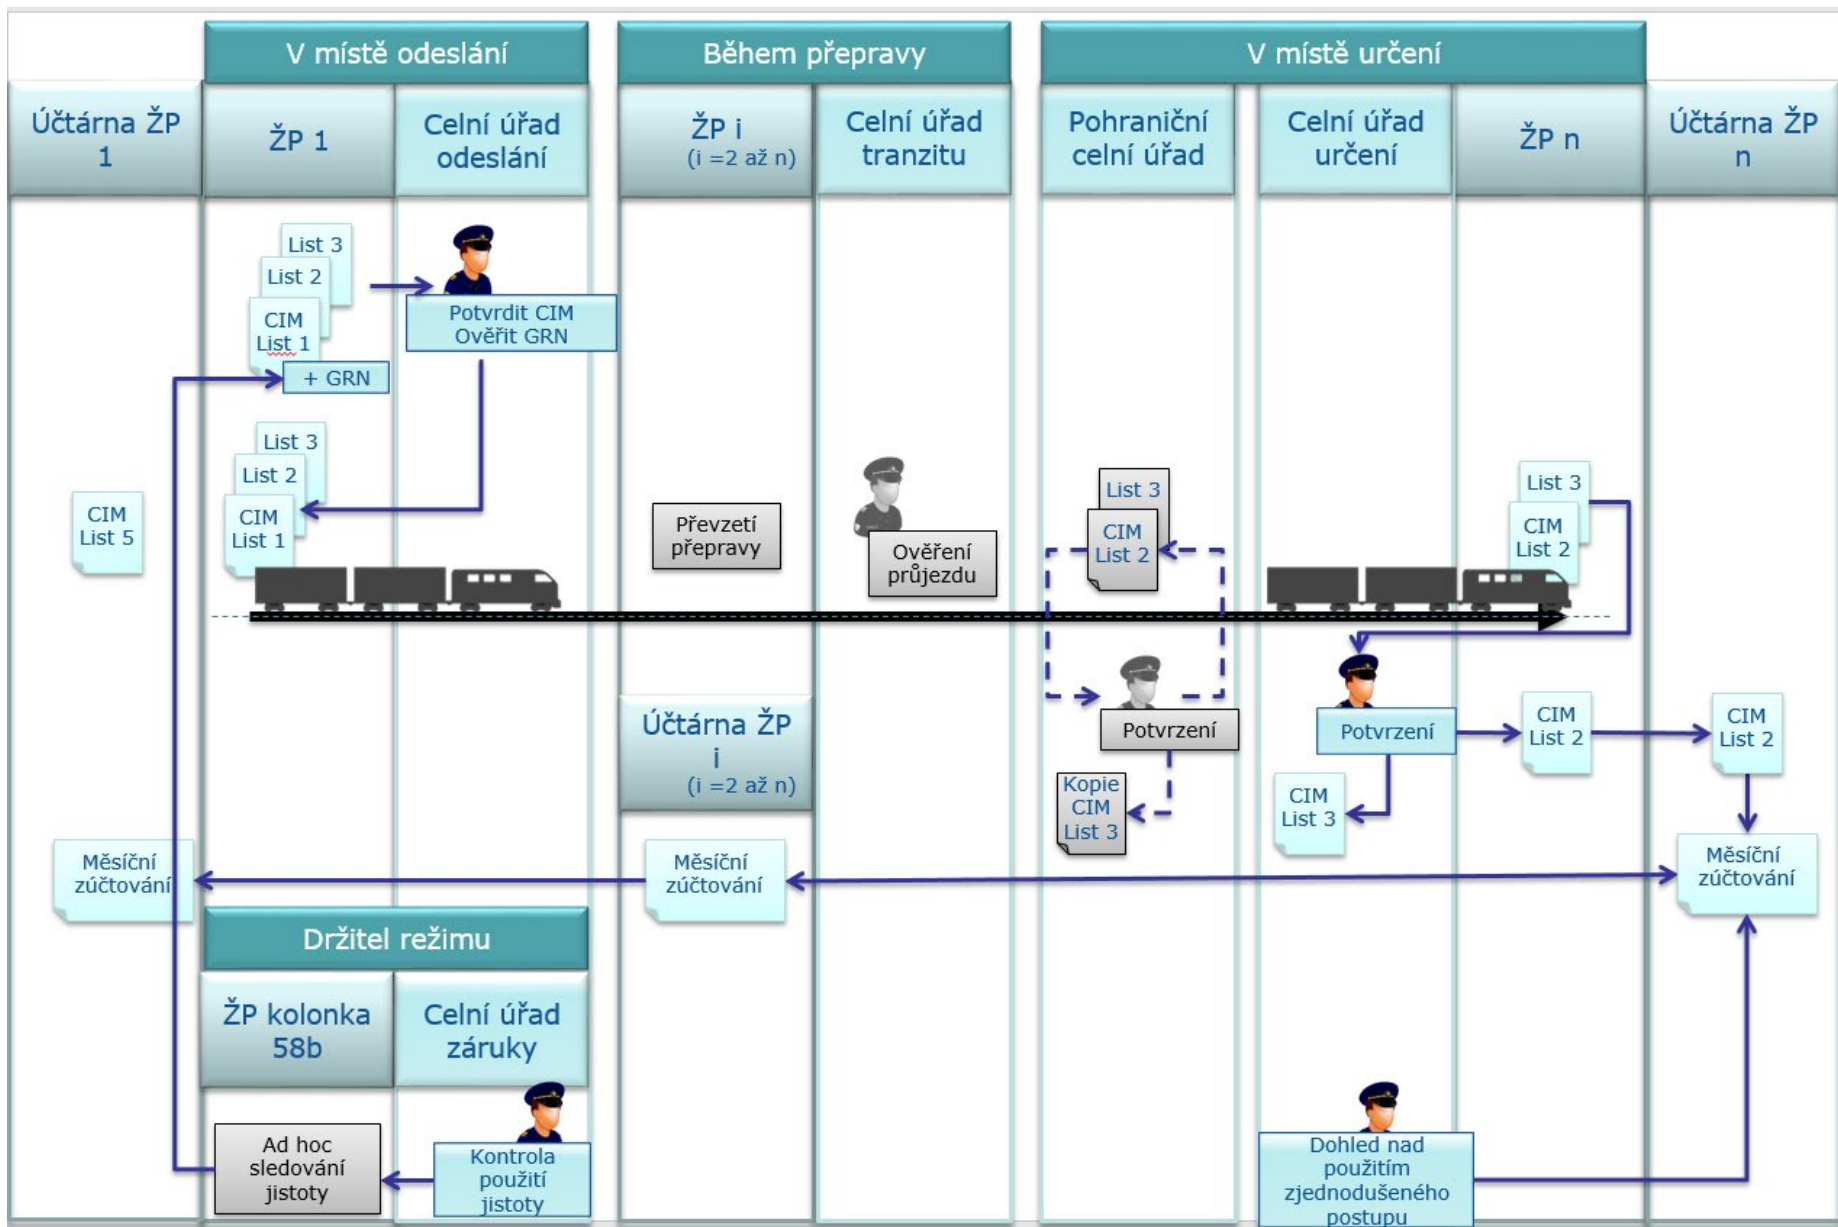 V místě odeslání
Během přepravy
V místě určení
Účtárna ŽP
1
ŽP 1
Celní úřad
odeslání
ŽP i
(i =2 až n)
Celní úřad
tranzitu
Pohraniční
celní úřad
Celní úřad
určení
ŽP n
Účtárna ŽP
n
List 3
List 2
CIM
List 1
+ GRN
Potvrdit CIM
Ověřit GRN
List 3
List 2
CIM
List 1
CIM
List 5
Převzetí
přepravy
Ověření
průjezdu
List 3
CIM
List 2
List 3
CIM
List 2
Účtárna ŽP
i
(i =2 až n)
Potvrzení
Kopie
CIM
List 3
Potvrzení
CIM
List 3
CIM
List 2
CIM
List 2
Měsíční
zúčtování
Měsíční
zúčtování
Měsíční
zúčtování
Držitel režimu
ŽP kolonka
58b
Celní úřad
záruky
Ad hoc
sledování
jistoty
Kontrola
použití
jistoty
Dohled nad
použitím
zjednodušeného
postupu